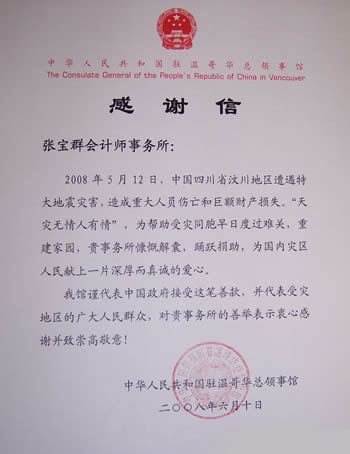 中华人民共和国驻温哥华总领事馆
The Consulate General of the People's Republic of China in Vancouver
感谢信
张宝群会计师事务所：
2008年5月12日，中国四川省汶川地区遭遇特
大地震灾害，造成重大人员伤亡和巨额财产损失。“天
灾无情人有情”，为帮助受灾同胞早日度过难关，重
建家园，贵事务所慷慨解囊，踊跃捐助，为国内灾区
人民献上一片深厚而真诚的爱心。
我馆谨代表中国政府接受这笔善款，并代表受灾
地区的广大人民群众，对贵事务所的善举表示衷心感
谢并致崇高敬意！
中华人民共和国驻温哥华总领事馆
二〇〇八年六月十日